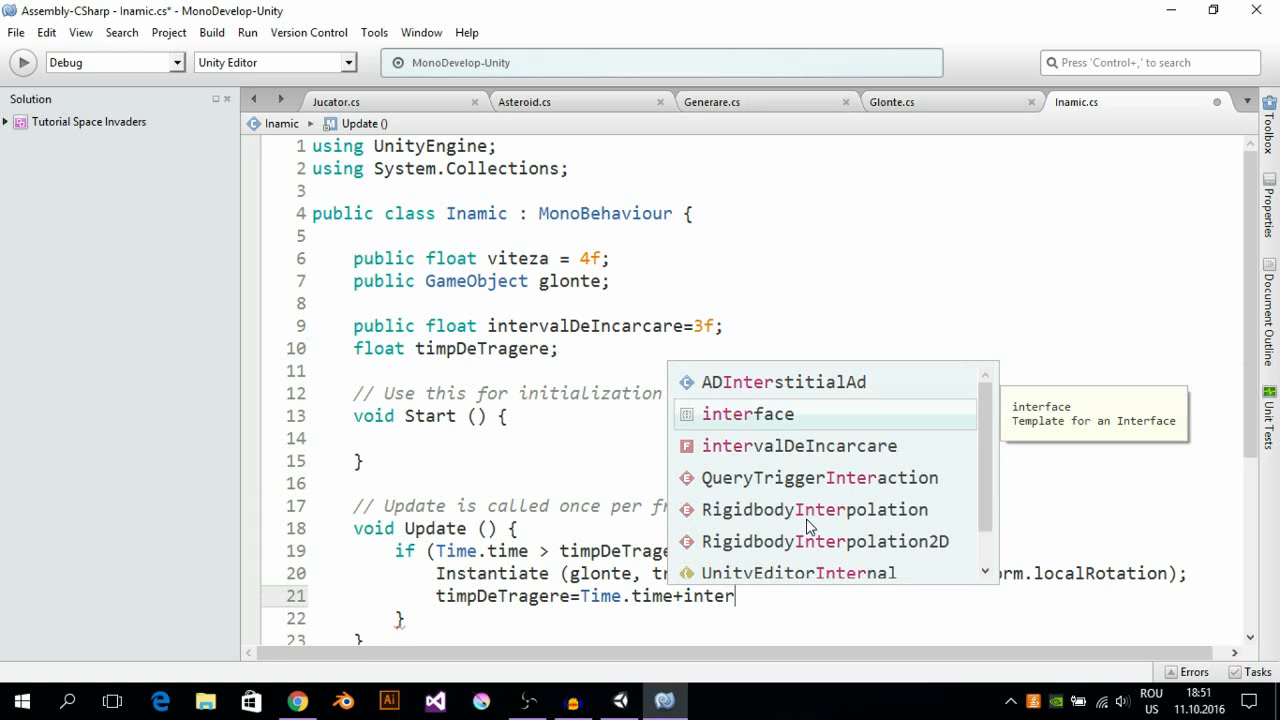 Assembly-CSharp - Inamic.cs* - MonoDevelop-Unity
File Edit View Search Project Build Run Version Control Tools Window Help
Debug Unity Editor MonoDevelop-Unity Press 'Control+,' to search
Solution
Jucator.cs Asteroid.cs Generare.cs Glonte.cs Inamic.cs
Tutorial Space Invaders
Inamic Update ()
1 using UnityEngine;
2 using System.Collections;
3
4 public class Inamic : MonoBehaviour {
5
6 public float viteza = 4f;
7 public GameObject glonte;
8
9 public float intervalDeIncarcare=3f;
10 float timpDeTragere;
11
12 // Use this for initialization
13 void Start () {
14
15 }
16
17 // Update is called once per fr
18 void Update () {
19 if (Time.time > timpDeTrage
20 Instantiate (glonte, tr orm.localRotation);
21 timpDeTragere=Time.time+inter
22 }
23 }
ADInterstitialAd
interface
intervalDeIncarcare
QueryTriggerInteraction
RigidbodyInterpolation
RigidbodyInterpolation2D
UnityEditorInternal
interface
Template for an Interface
Toolbox
Properties
Document Outline
Unit Tests
Errors Tasks
ROU
US
18:51
11.10.2016